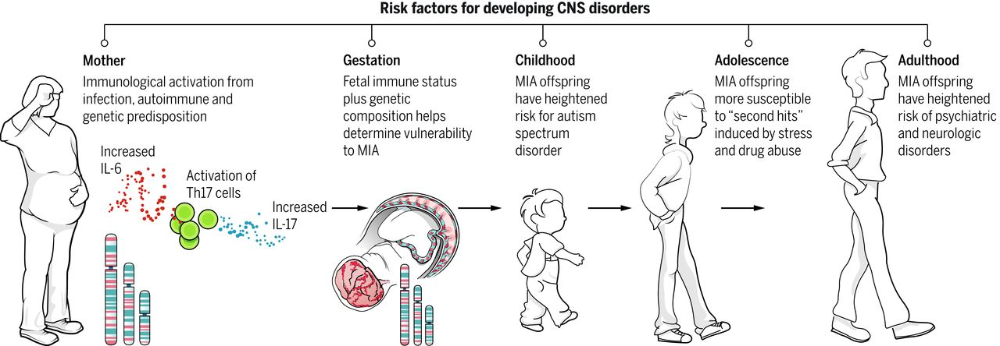 Risk factors for developing CNS disorders
Mother
Immunological activation from
infection, autoimmune and
genetic predisposition
Increased
IL-6
Activation of
Th17 cells
Increased
IL-17
Gestation
Fetal immune status
plus genetic
composition helps
determine vulnerability
to MIA
Childhood
MIA offspring
have heightened
risk for autism
spectrum
disorder
Adolescence
MIA offspring
more susceptible
to “second hits”
induced by stress
and drug abuse
Adulthood
MIA offspring
have heightened
risk of psychiatric
and neurologic
disorders